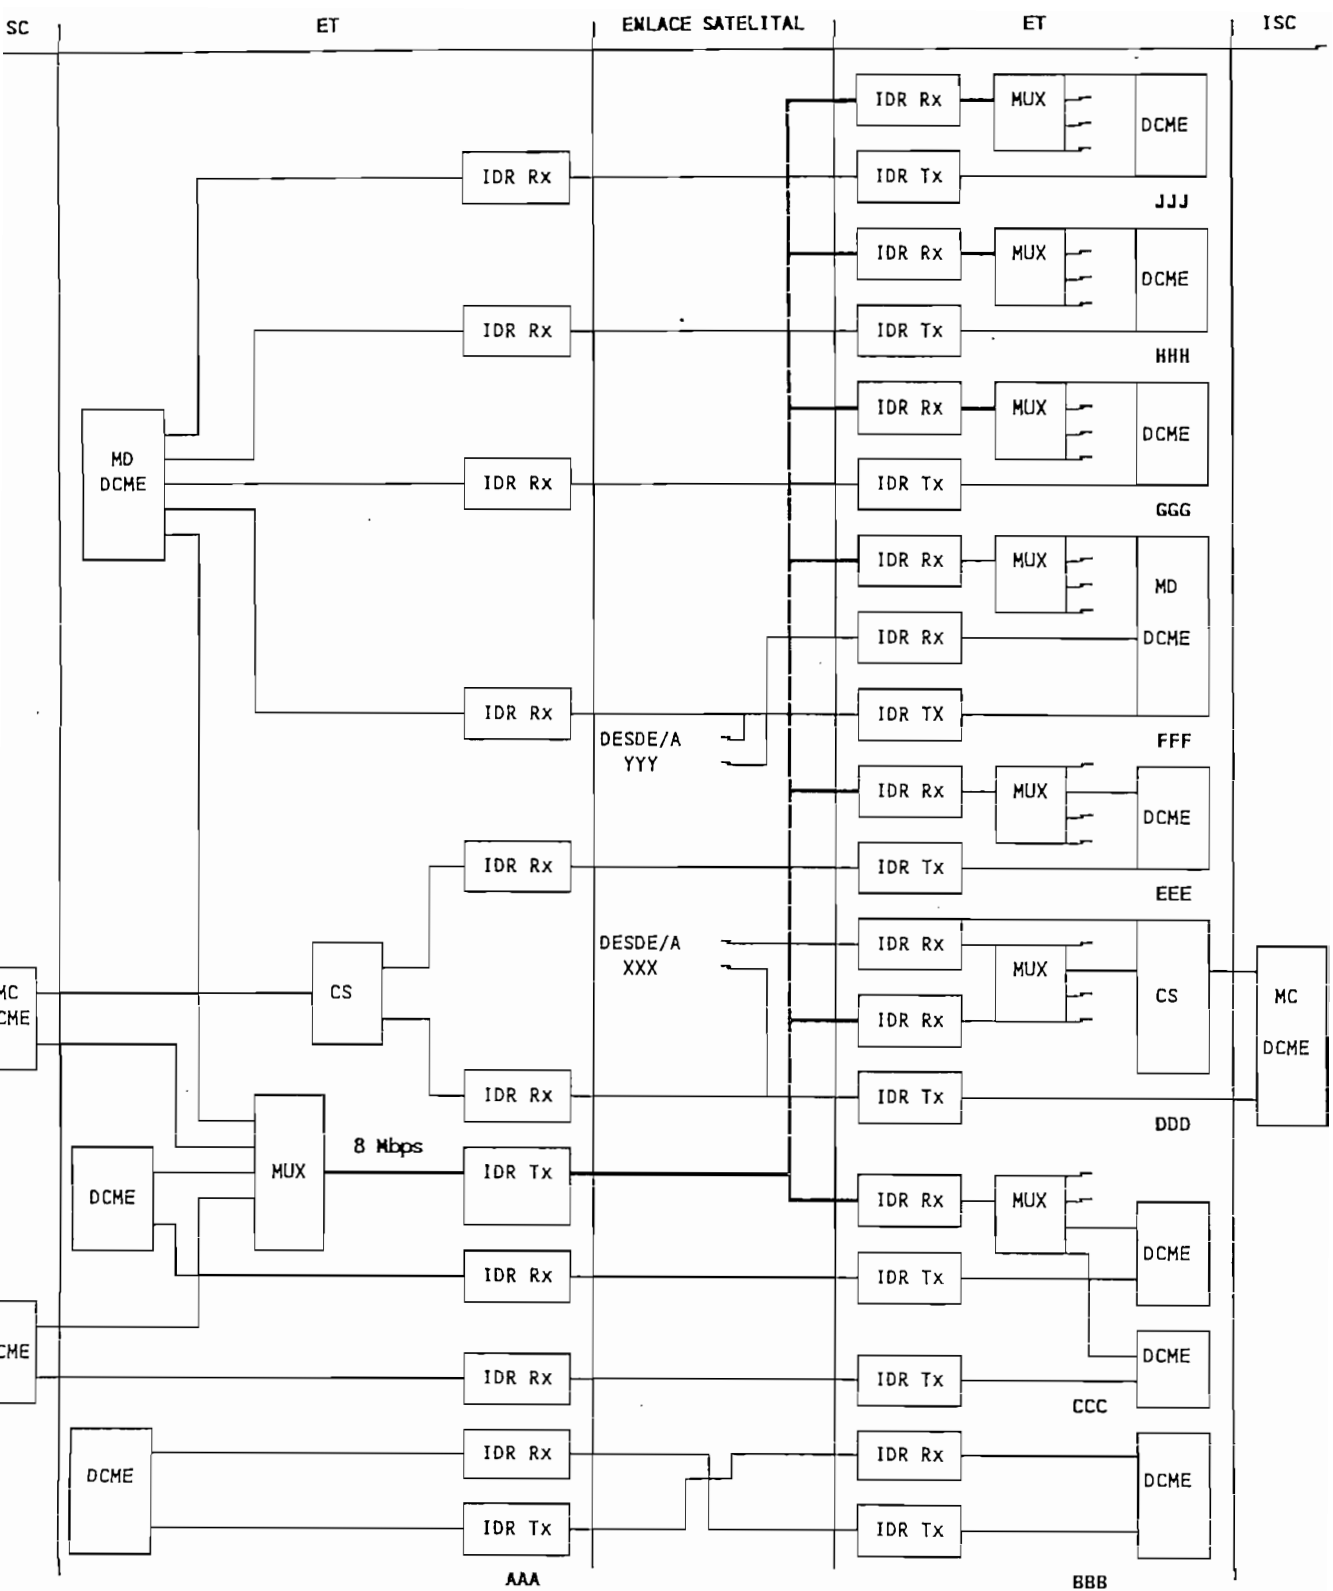 SC ET ENLACE SATELITAL ET ISC
IDR Rx MUX DCME
IDR Rx IDR Tx
JJJ
IDR Rx MUX DCME
IDR Rx IDR Tx
HHH
IDR Rx MUX DCME
MD DCME
IDR Rx IDR Tx
GGG
IDR Rx MUX MD
IDR Rx DCME
IDR Rx IDR TX
DESDE/A YYY
FFF
IDR Rx MUX DCME
IDR Rx IDR Tx
EEE
DESDE/A XXX
IDR Rx MUX
MC CME CS IDR Rx CS MC DCME
IDR Rx IDR Tx
DDD
8 Mbps
DCME MUX IDR Tx IDR Rx MUX
DCME
IDR Rx IDR Tx
CME IDR Rx IDR Tx DCME
CCC
DCME IDR Rx IDR Rx DCME
IDR Tx IDR Tx
AAA BBB